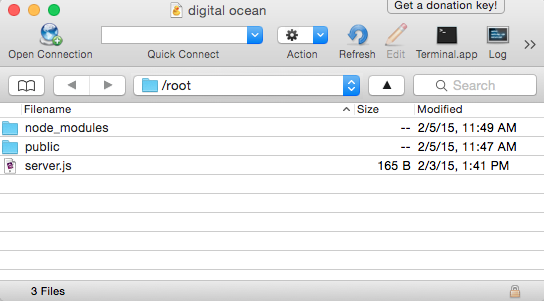 digital ocean
Get a donation key!
Open Connection
Quick Connect
Action
Refresh
Edit
Terminal.app
Log
/root
Search
Filename Size Modified
node_modules -- 2/5/15, 11:49 AM
public -- 2/5/15, 11:47 AM
server.js 165 B 2/3/15, 1:41 PM
3 Files